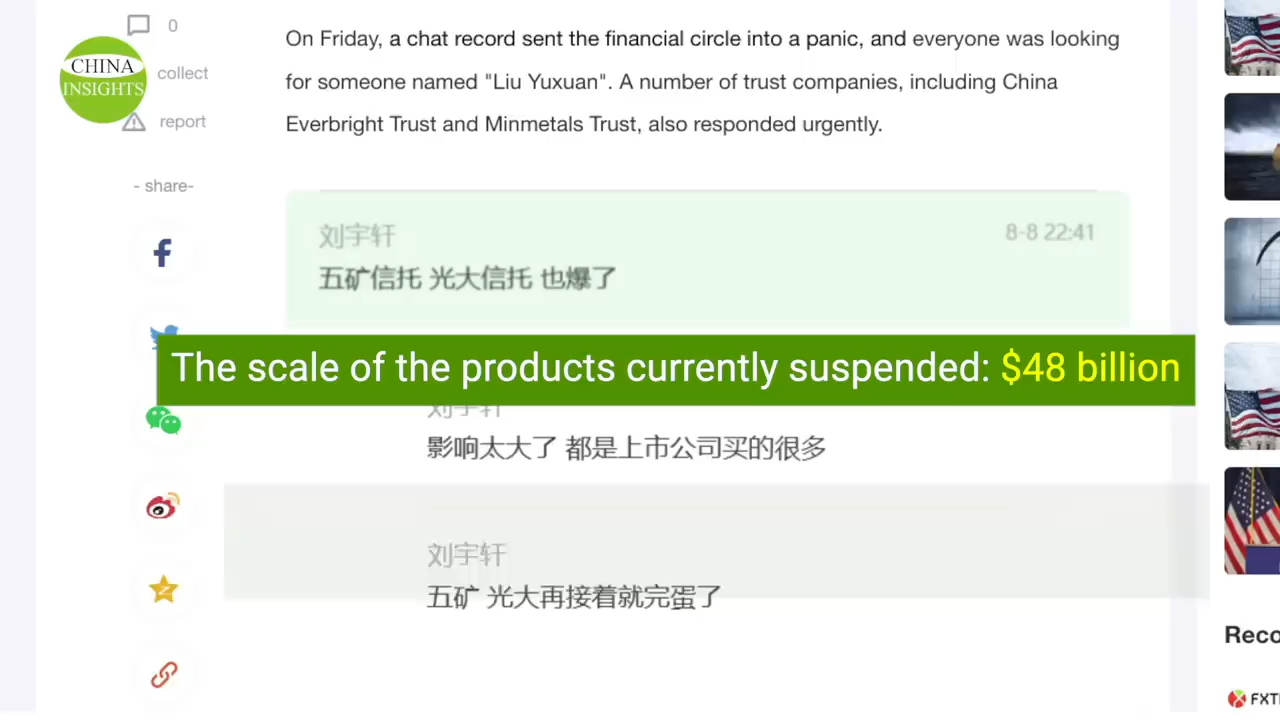 0
CHINA
INSIGHTS
collect
report
- share-
On Friday, a chat record sent the financial circle into a panic, and everyone was looking
for someone named "Liu Yuxuan". A number of trust companies, including China
Everbright Trust and Minmetals Trust, also responded urgently.
刘宇轩
8-8 22:41
五矿信托 光大信托 也爆了
The scale of the products currently suspended: $48 billion
刘宇轩
影响太大了 都是上市公司买的很多
刘宇轩
五矿 光大再接着就完蛋了
Reco
FXT